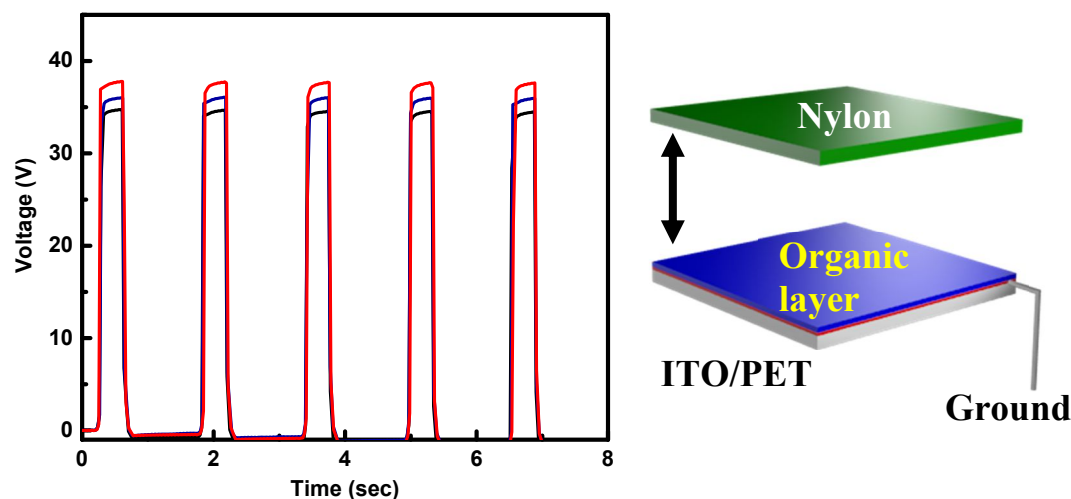 40
30
20
10
0
Voltage (V)
0 2 4 6 8
Time (sec)
Nylon
Organic
layer
ITO/PET
Ground